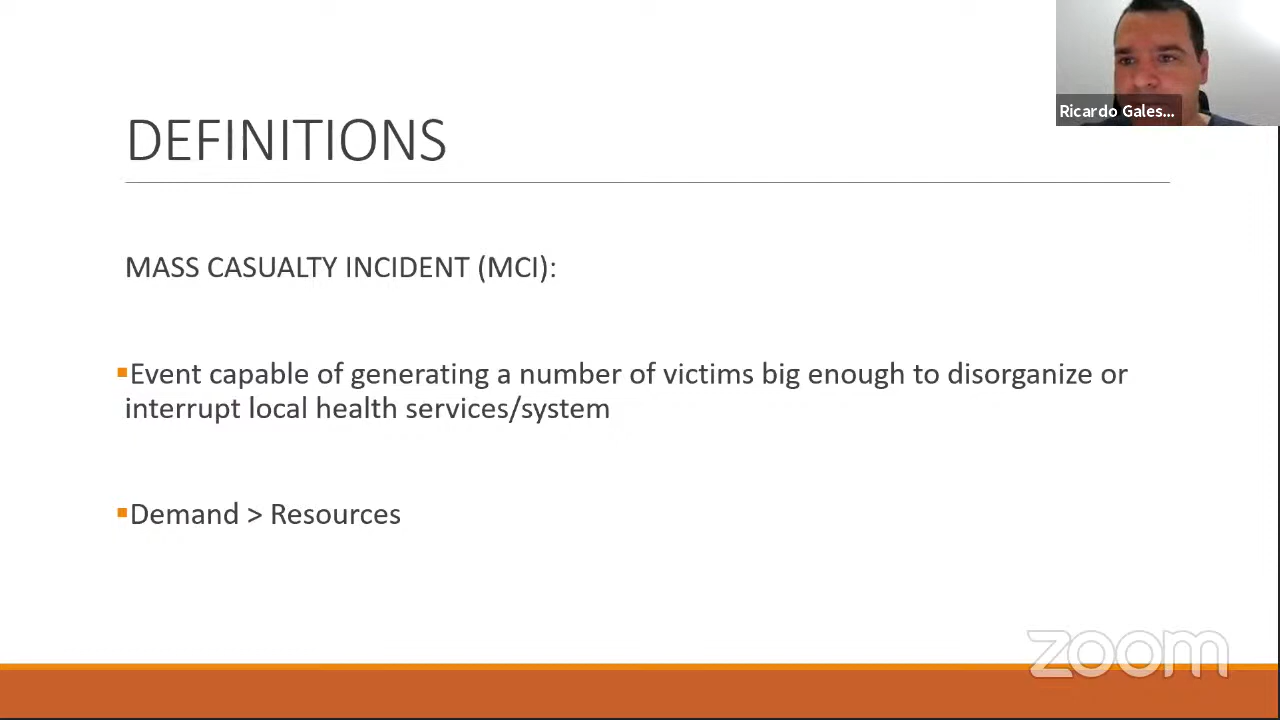 Ricardo Gales...
DEFINITIONS
MASS CASUALTY INCIDENT (MCI):
▪Event capable of generating a number of victims big enough to disorganize or
interrupt local health services/system
▪Demand > Resources
zoom